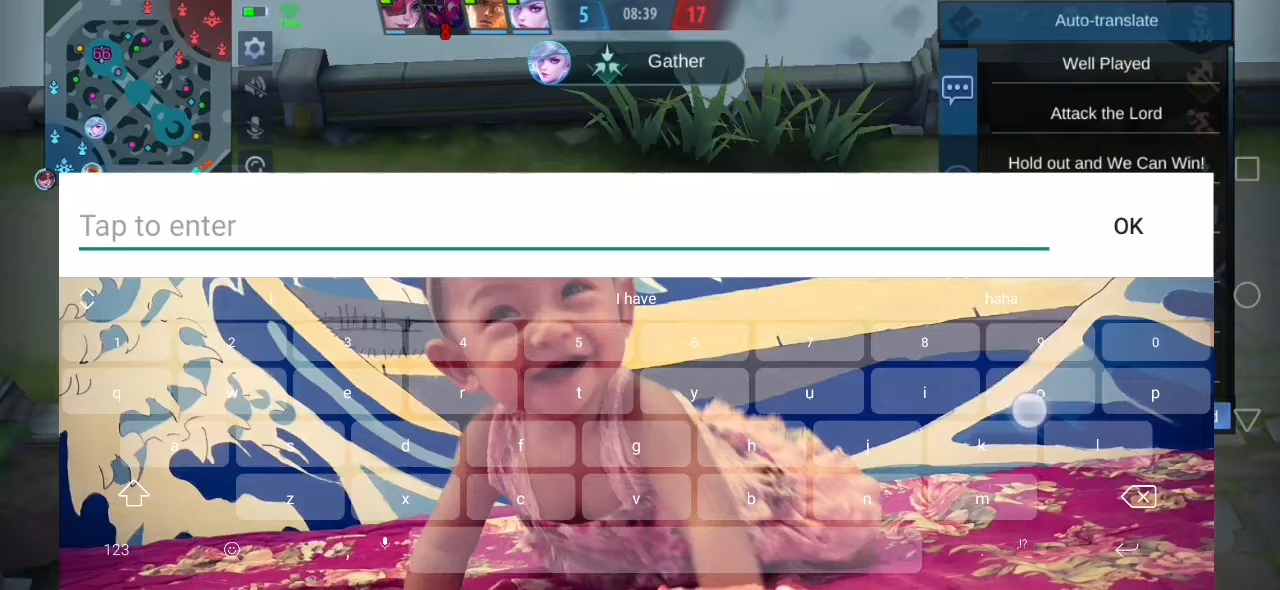 5 08:39 17
Auto-translate
Gather
Well Played
Attack the Lord
Hold out and We Can Win!
Tap to enter
OK
I I have haha
1 2 3 4 5 6 7 8 9 0
q w e r t y u i o p
a s d f g h j k l
z x c v b n m
123 , . !?